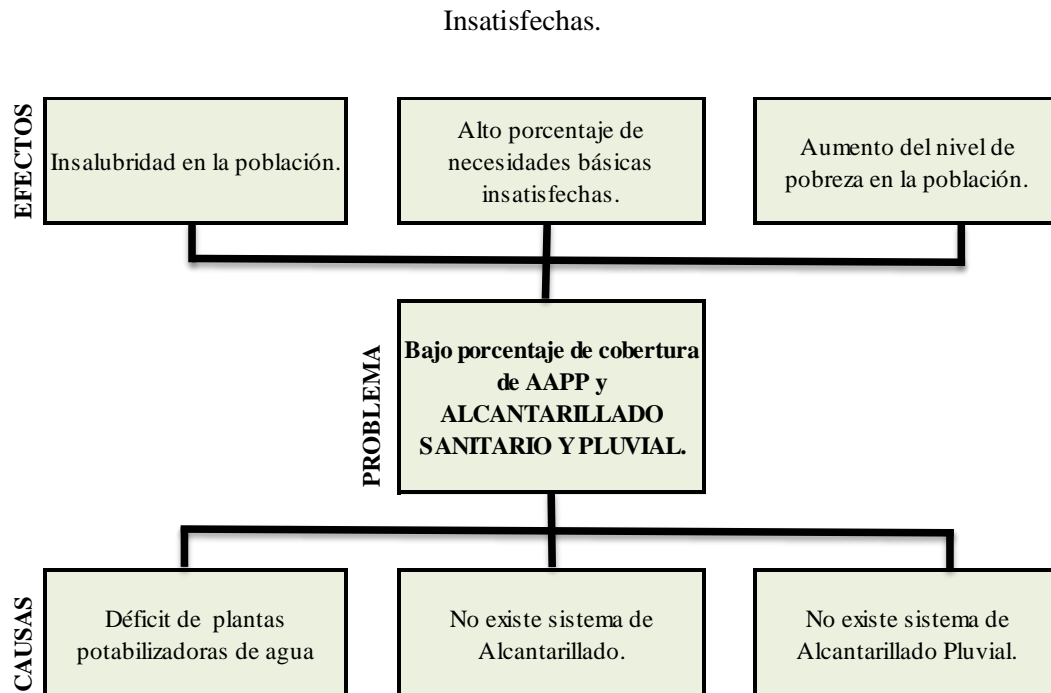 Insatisfechas.
EFECTOS
Insalubridad en la población.
Alto porcentaje de
necesidades básicas
insatisfechas.
Aumento del nivel de
pobreza en la población.
PROBLEMA
Bajo porcentaje de cobertura
de AAPP y
ALCANTARILLADO
SANITARIO Y PLUVIAL.
CAUSAS
Déficit de plantas
potabilizadoras de agua
No existe sistema de
Alcantarillado.
No existe sistema de
Alcantarillado Pluvial.